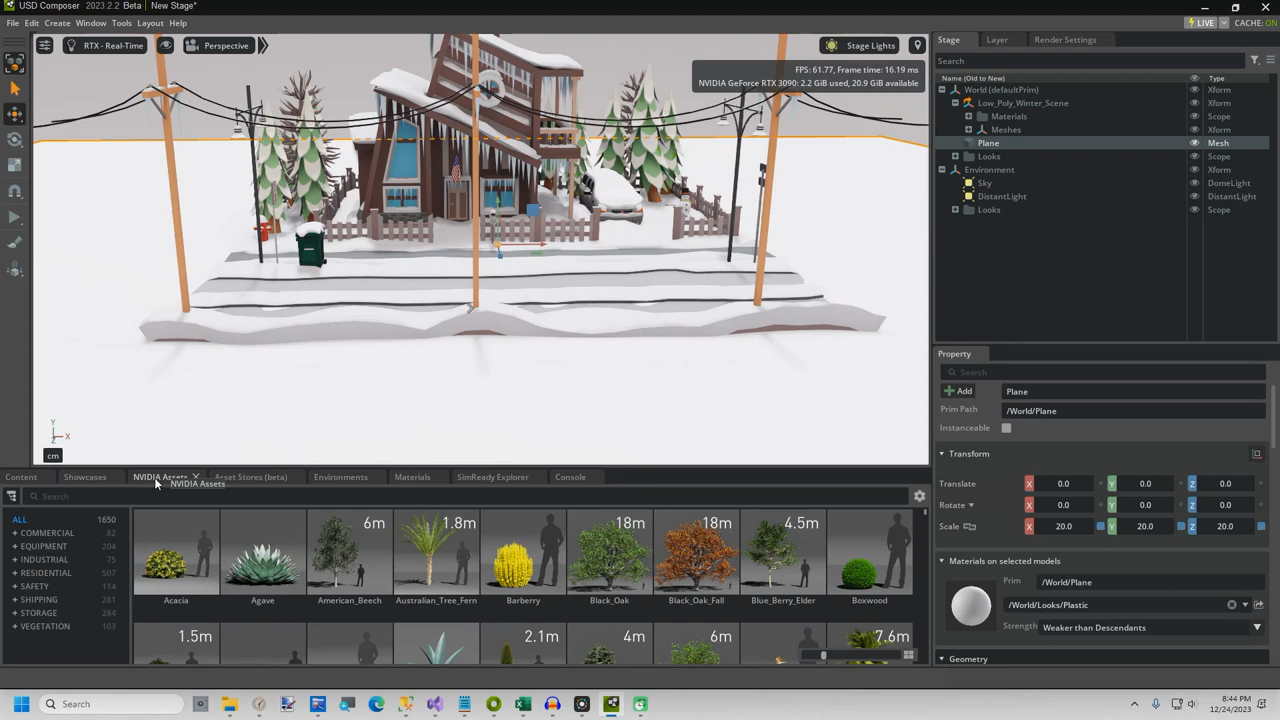 USD Composer 2023.2.2 Beta New Stage*
File Edit Create Window Tools Layout Help
LIVE CACHE: ON
RTX - Real-Time Perspective Stage Lights
FPS: 61.77, Frame time: 16.19 ms
NVIDIA GeForce RTX 3090: 2.2 GiB used, 20.9 GiB available
Y
X
Z
cm
Stage Layer Render Settings
Search
Name (Old to New) Type
World (defaultPrim) Xform
Low_Poly_Winter_Scene Xform
Materials Scope
Meshes Xform
Plane Mesh
Looks Scope
Environment Xform
Sky DomeLight
DistantLight DistantLight
Looks Scope
Property
Search
Add Plane
Prim Path /World/Plane
Instanceable
Transform
Translate X 0.0 Y 0.0 Z 0.0
Rotate X 0.0 Y 0.0 Z 0.0
Scale X 20.0 Y 20.0 Z 20.0
Materials on selected models
Prim /World/Plane
/World/Looks/Plastic
Strength Weaker than Descendants
Geometry
Content Showcases NVIDIA Assets Asset Stores (beta) Environments Materials SimReady Explorer Console
NVIDIA Assets
Search
ALL 1650
+ COMMERCIAL 82
+ EQUIPMENT 204
+ INDUSTRIAL 75
+ RESIDENTIAL 507
+ SAFETY 114
+ SHIPPING 281
+ STORAGE 284
+ VEGETATION 103
6m 1.8m 18m 18m 4.5m
Acacia Agave American_Beech Australian_Tree_Fern Barberry Black_Oak Black_Oak_Fall Blue_Berry_Elder Boxwood
1.5m 2.1m 4m 6m 7.6m
Search
8:44 PM
12/24/2023